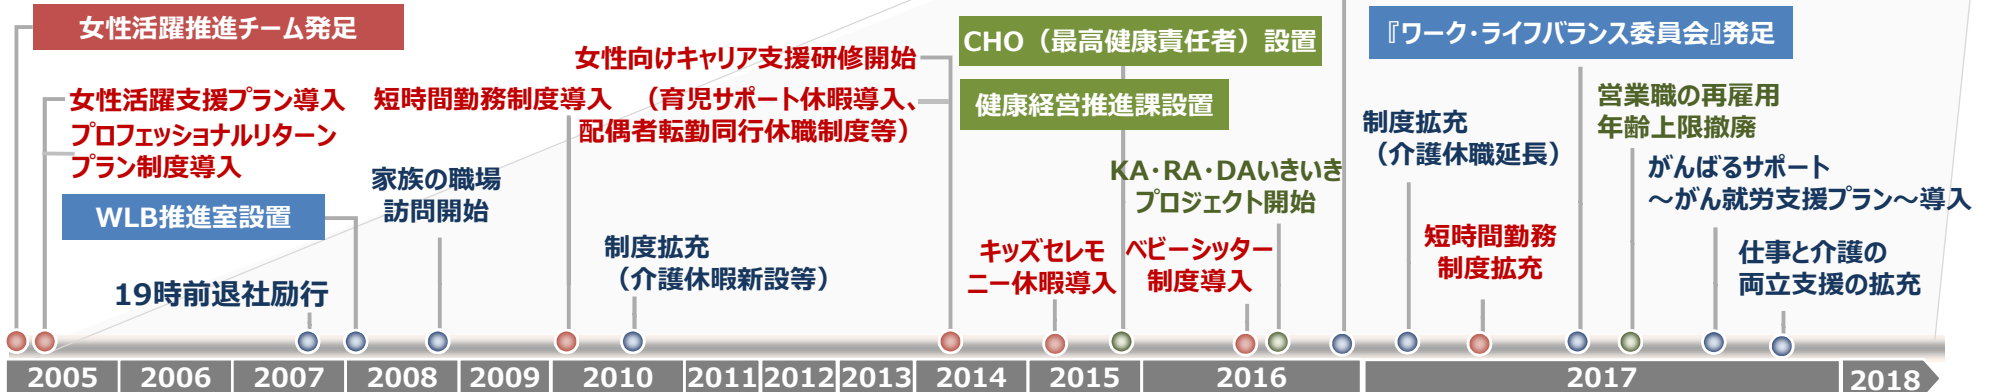 女性活躍推進チーム発足
女性活躍支援プラン導入
プロフェッショナルリターン
プラン制度導入
WLB推進室設置
19時前退社励行
家族の職場
訪問開始
短時間勤務制度導入
制度拡充
（介護休暇新設等）
女性向けキャリア支援研修開始
（育児サポート休暇導入、
配偶者転勤同行休職制度等）
CHO（最高健康責任者）設置
健康経営推進課設置
キッズセレモ
ニー休暇導入
KA・RA・DAいきいき
プロジェクト開始
ベビーシッター
制度導入
『ワーク・ライフバランス委員会』発足
制度拡充
（介護休職延長）
短時間勤務
制度拡充
営業職の再雇用
年齢上限撤廃
がんばるサポート
～がん就労支援プラン～導入
仕事と介護の
両立支援の拡充
2005 2006 2007 2008 2009 2010 2011 2012 2013 2014 2015 2016 2017 2018